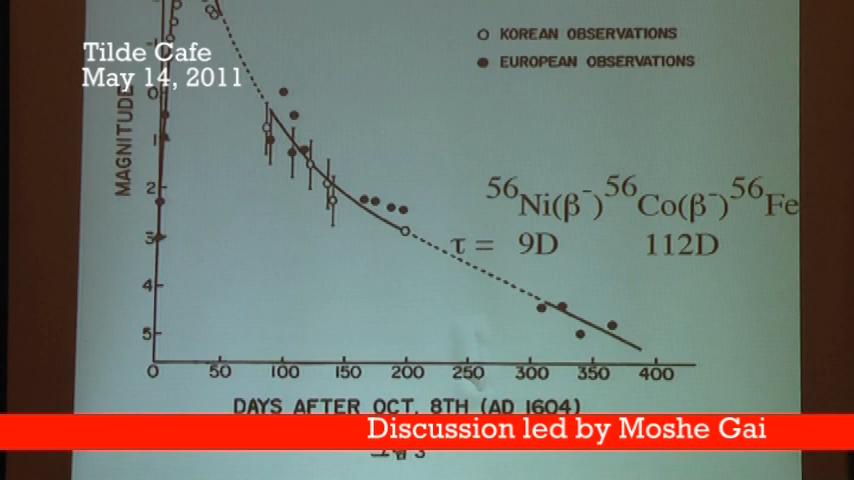 ○ KOREAN OBSERVATIONS
● EUROPEAN OBSERVATIONS
Tilde Cafe
May 14, 2011
MAGNITUDE
-1
0
1
2
3
4
5
56Ni(β-)56Co(β-)56Fe
τ = 9D 112D
0 50 100 150 200 250 300 350 400
DAYS AFTER OCT. 8TH (AD 1604)
Discussion led by Moshe Gai